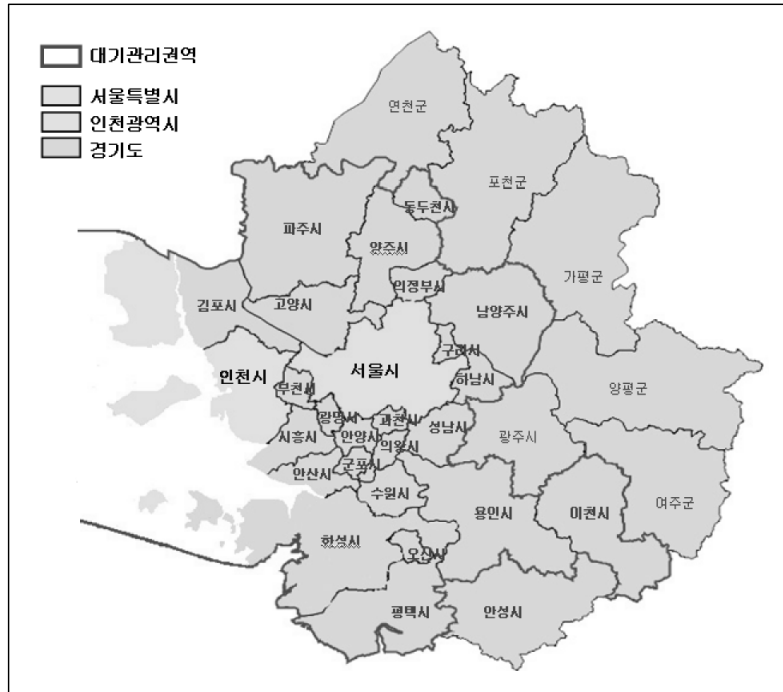 대기관리권역
서울특별시
인천광역시
경기도
연천군
포천군
동두천시
파주시
양주시
가평군
의정부시
김포시
고양시
남양주시
구리시
인천시
서울시
부천시
하남시
양평군
광명시
과천시
시흥시
안양시
성남시
광주시
의왕시
군포시
안산시
수원시
여주군
용인시
이천시
화성시
오산시
평택시
안성시